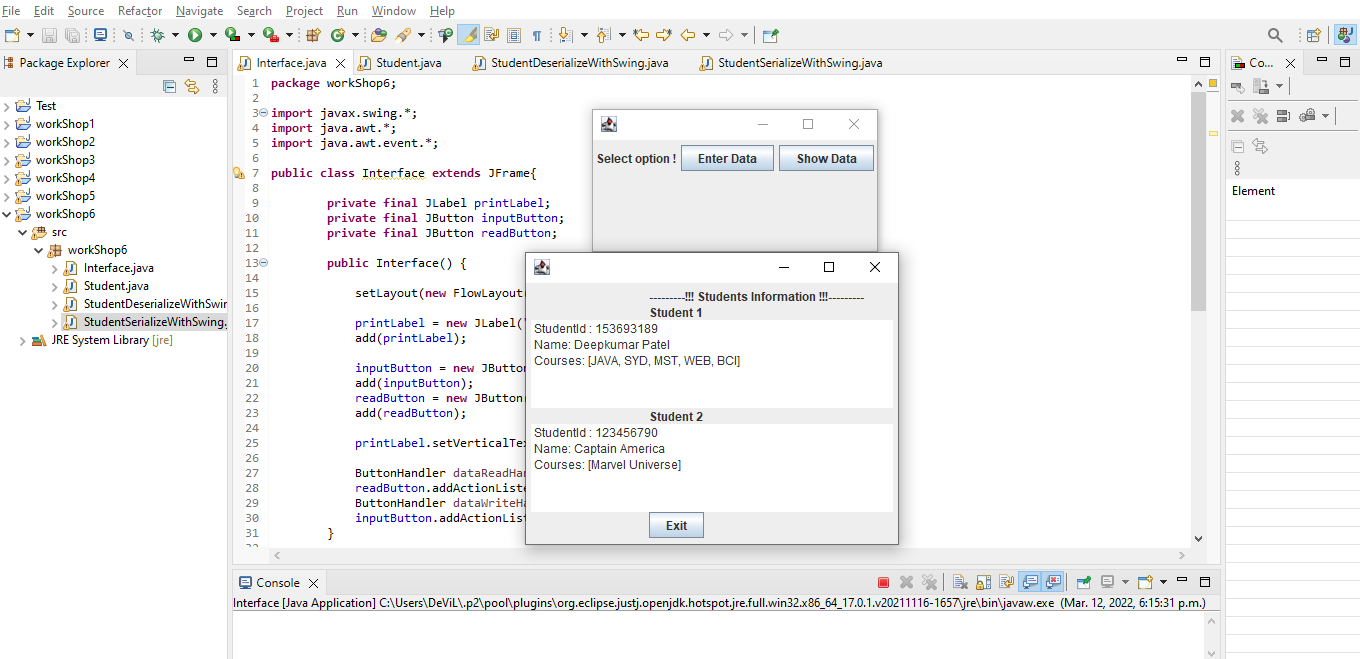 File Edit Source Refactor Navigate Search Project Run Window Help
Package Explorer
Test
workShop1
workShop2
workShop3
workShop4
workShop5
workShop6
src
workShop6
Interface.java
Student.java
StudentDeserializeWithSwin
StudentSerializeWithSwing.
JRE System Library [jre]
Interface.java Student.java StudentDeserializeWithSwing.java StudentSerializeWithSwing.java
1 package workShop6;
2
3 import javax.swing.*;
4 import java.awt.*;
5 import java.awt.event.*;
6
7 public class Interface extends JFrame{
8
9 private final JLabel printLabel;
10 private final JButton inputButton;
11 private final JButton readButton;
12
13 public Interface() {
14
15 setLayout(new FlowLayout(
16
17 printLabel = new JLabel("
18 add(printLabel);
19
20 inputButton = new JButton
21 add(inputButton);
22 readButton = new JButton
23 add(readButton);
24
25 printLabel.setVerticalTex
26
27 ButtonHandler dataReadHan
28 readButton.addActionListe
29 ButtonHandler dataWriteHa
30 inputButton.addActionList
31 }
Select option ! Enter Data Show Data
---------!!! Students Information !!!---------
Student 1
StudentId : 153693189
Name: Deepkumar Patel
Courses: [JAVA, SYD, MST, WEB, BCI]
Student 2
StudentId : 123456790
Name: Captain America
Courses: [Marvel Universe]
Exit
Co...
Element
Console
Interface [Java Application] C:\Users\DeViL\.p2\pool\plugins\org.eclipse.justj.openjdk.hotspot.jre.full.win32.x86_64_17.0.1.v20211116-1657\jre\bin\javaw.exe (Mar. 12, 2022, 6:15:31 p.m.)